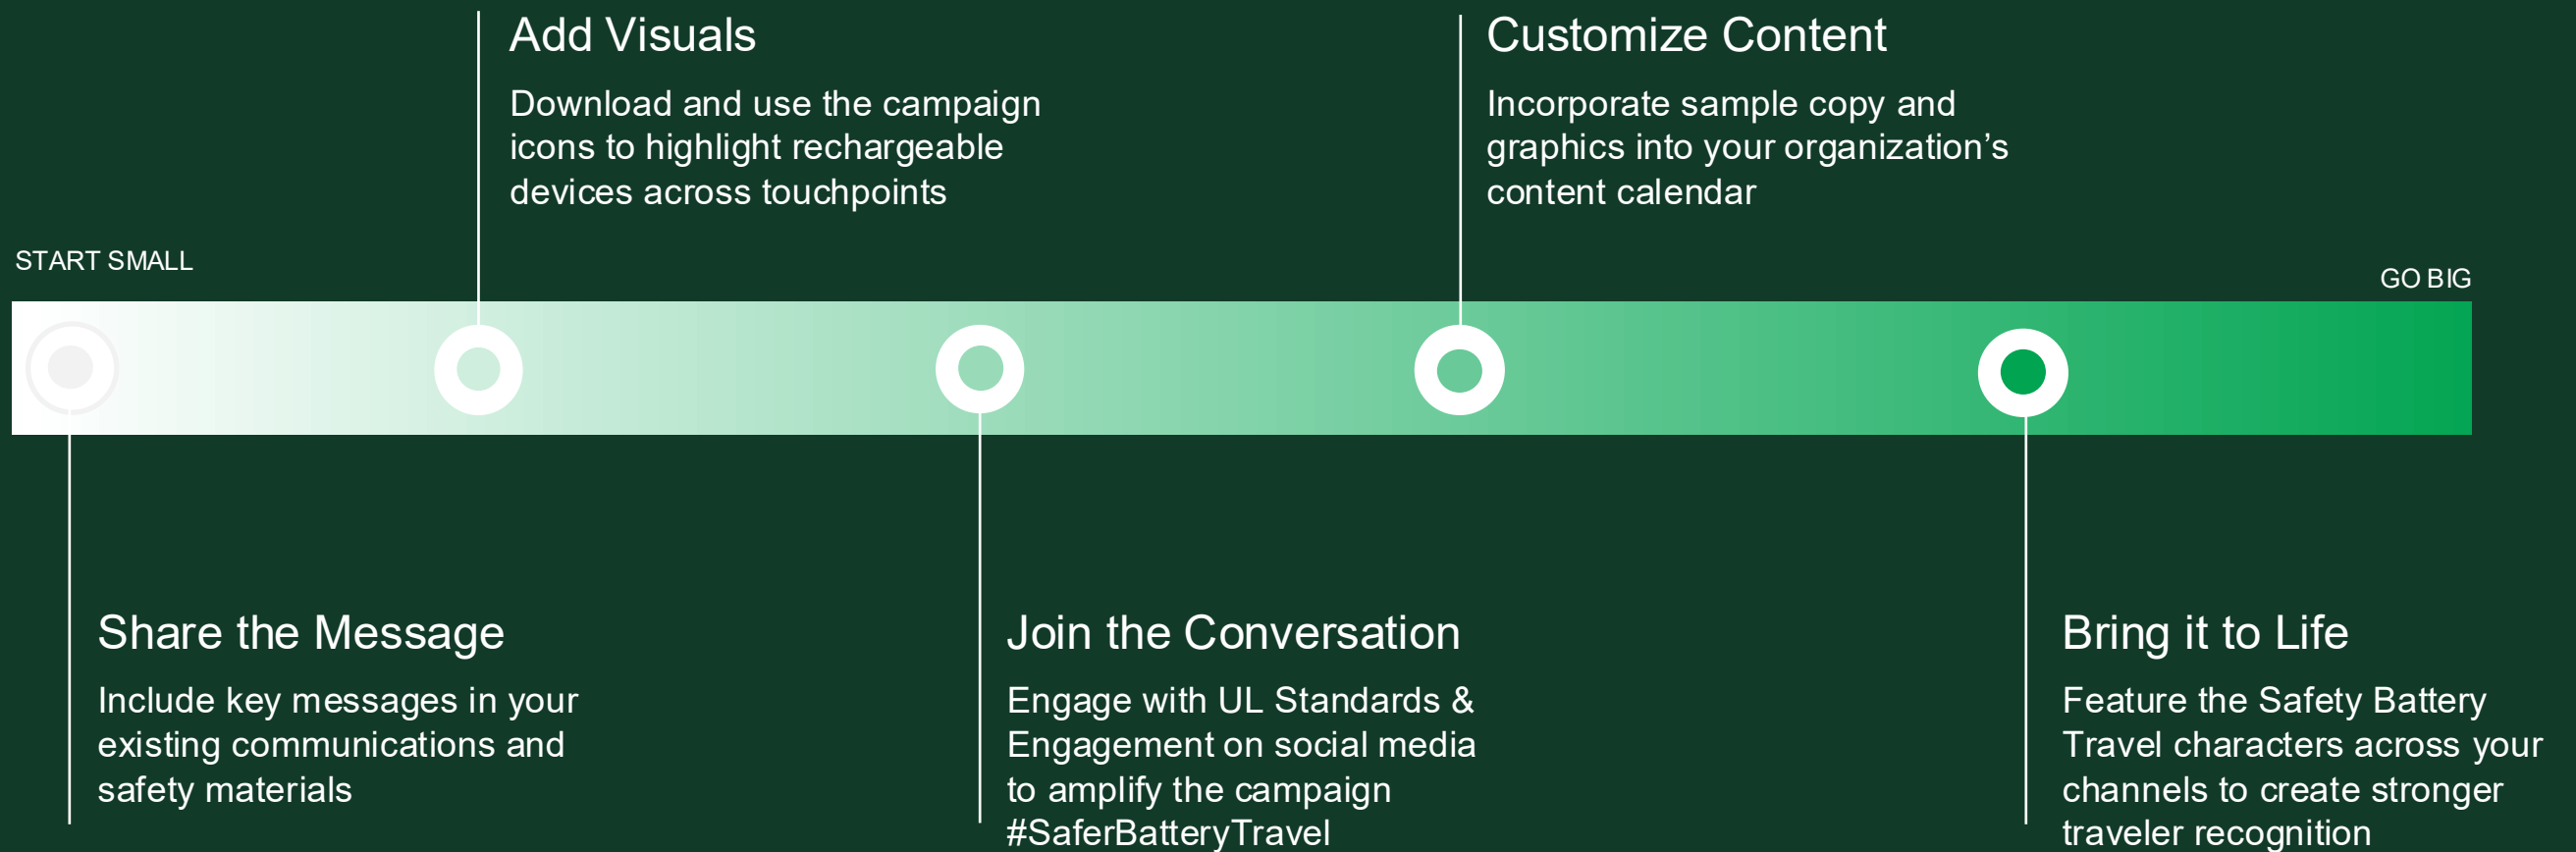 Add Visuals
Download and use the campaign
icons to highlight rechargeable
devices across touchpoints
Customize Content
Incorporate sample copy and
graphics into your organization’s
content calendar
START SMALL
GO BIG
Share the Message
Include key messages in your
existing communications and
safety materials
Join the Conversation
Engage with UL Standards &
Engagement on social media
to amplify the campaign
#SaferBatteryTravel
Bring it to Life
Feature the Safety Battery
Travel characters across your
channels to create stronger
traveler recognition